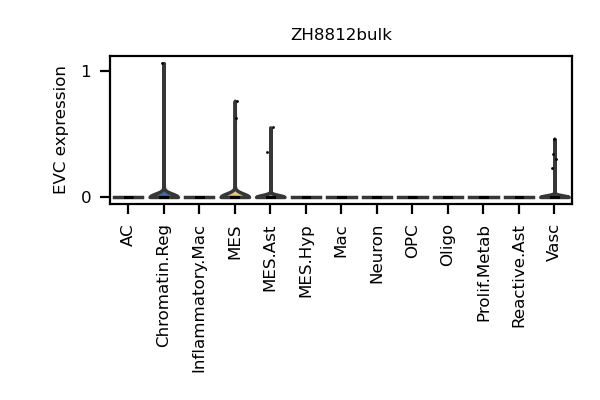 ZH8812bulk
EVC expression
1
0
AC
Chromatin.Reg
Inflammatory.Mac
MES
MES.Ast
MES.Hyp
Mac
Neuron
OPC
Oligo
Prolif.Metab
Reactive.Ast
Vasc